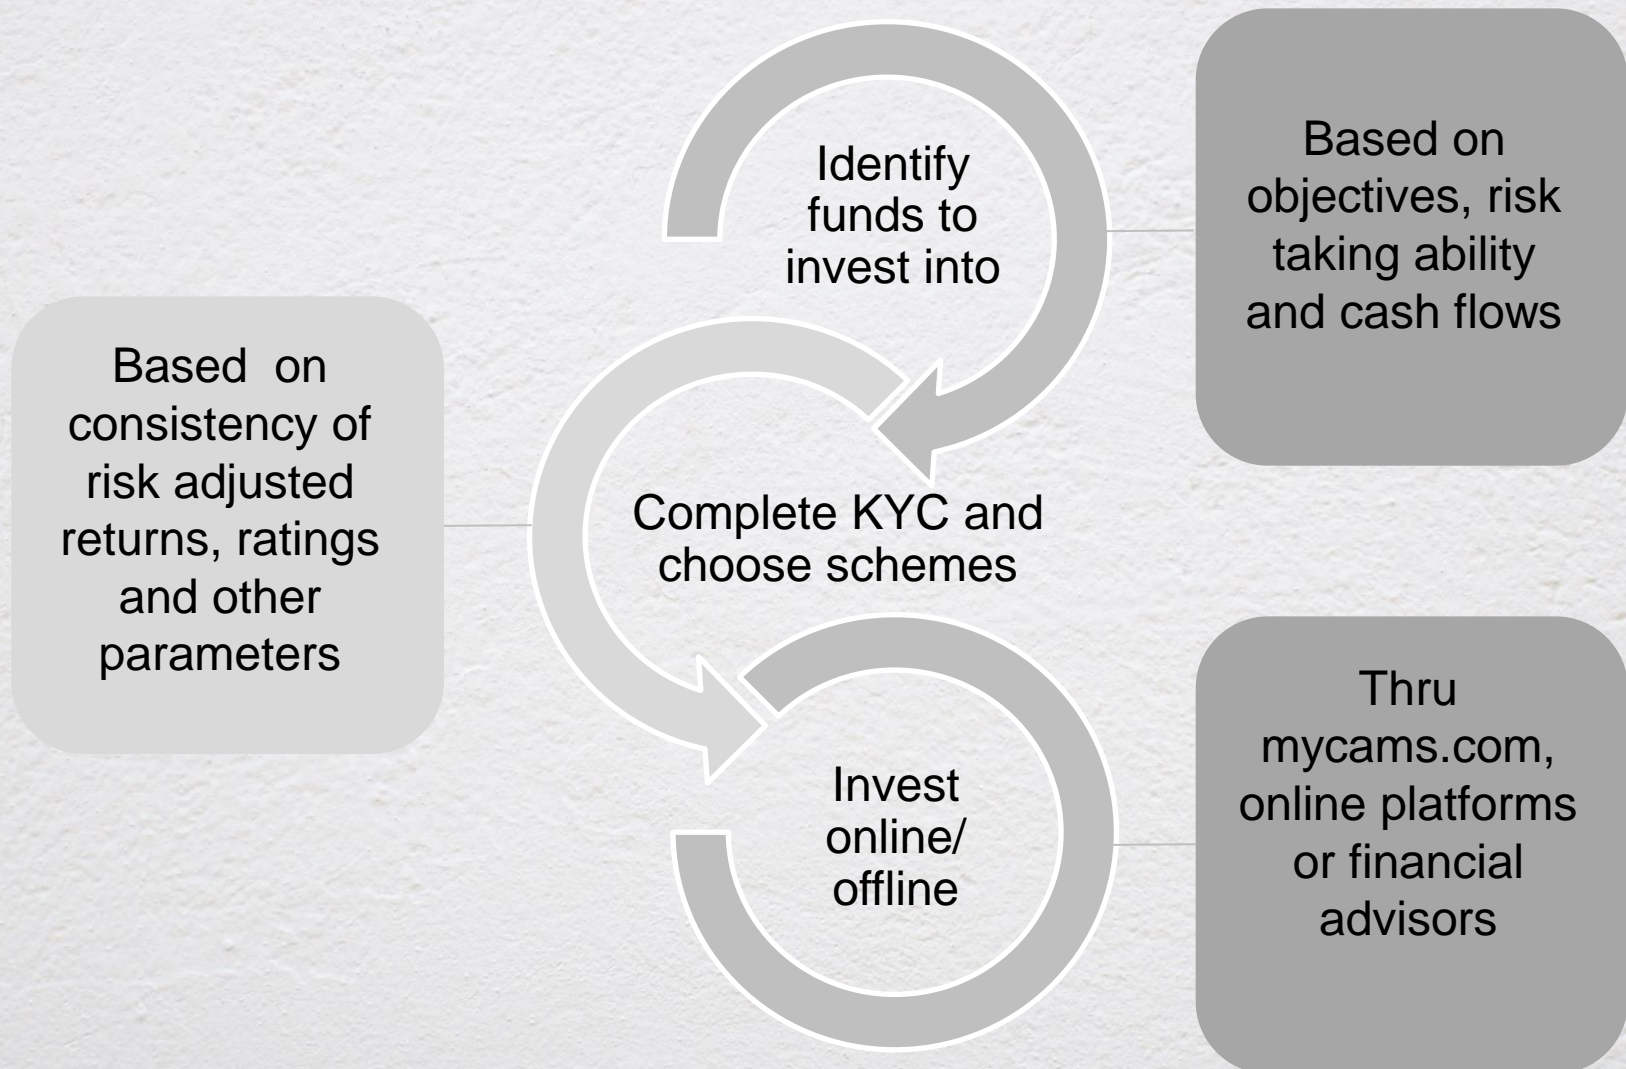 Identify
funds to
invest into
Based on
objectives, risk
taking ability
and cash flows
Based  on
consistency of
risk adjusted
returns, ratings
and other
parameters
Complete KYC and
choose schemes
Invest
online/
offline
Thru
mycams.com,
online platforms
or financial
advisors